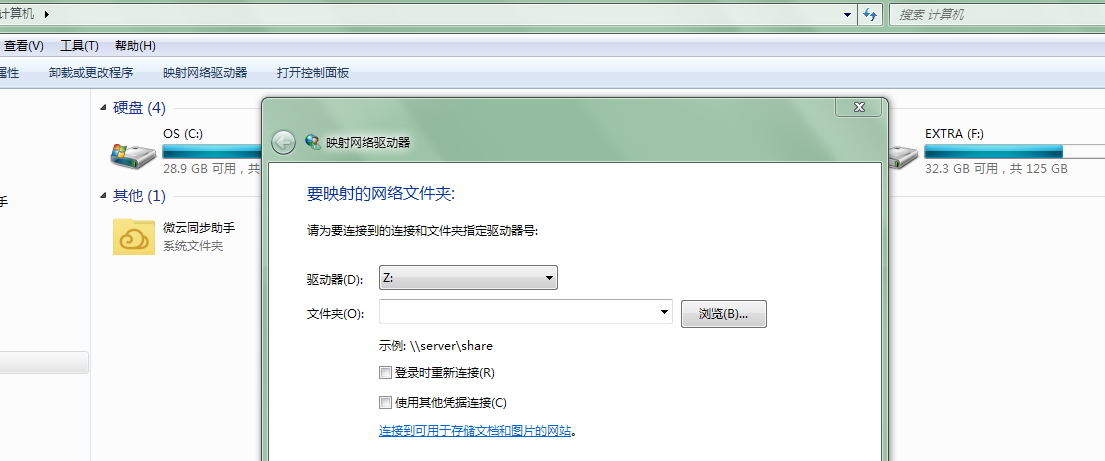 计算机
搜索 计算机
查看(V) 工具(T) 帮助(H)
属性 卸载或更改程序 映射网络驱动器 打开控制面板
硬盘 (4)
OS (C:)
28.9 GB 可用，共
EXTRA (F:)
32.3 GB 可用，共 125 GB
其他 (1)
微云同步助手
系统文件夹
手
映射网络驱动器
要映射的网络文件夹:
请为要连接到的连接和文件夹指定驱动器号:
驱动器(D): Z:
文件夹(O): 浏览(B)...
示例: \\server\share
登录时重新连接(R)
使用其他凭据连接(C)
连接到可用于存储文档和图片的网站。